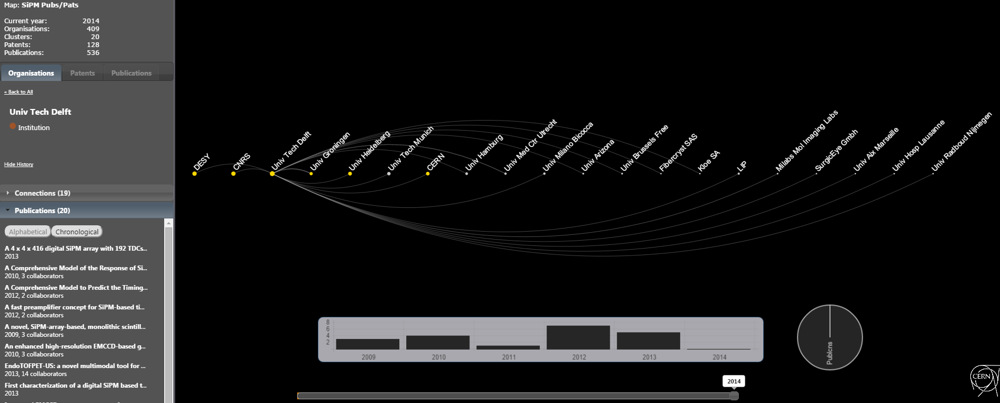 Map: SiPM Pubs/Pats
Current year: 2014
Organisations: 409
Clusters: 20
Patents: 128
Publications: 536
Organisations Patents Publications
« Back to All
Univ Tech Delft
Institution
Hide History
Connections (19)
Publications (20)
Alphabetical Chronological
A 4 x 4 x 416 digital SiPM array with 192 TDCs...
2013
A Comprehensive Model of the Response of Si...
2010, 3 collaborators
A Comprehensive Model to Predict the Timing...
2012, 2 collaborators
A fast preamplifier concept for SiPM-based ti...
2012, 2 collaborators
A novel, SiPM-array-based, monolithic scintill...
2009, 3 collaborators
An enhanced high-resolution EMCCD-based g...
2010, 3 collaborators
EndoTOFPET-US: a novel multimodal tool for ...
2013, 14 collaborators
First characterization of a digital SiPM based t...
2013
DESY
CNRS
Univ Tech Delft
Univ Groningen
Univ Heidelberg
Univ Tech Munich
CERN
Univ Hamburg
Univ Med Ctr Utrecht
Univ Milano Bicocca
Univ Arizona
Univ Brussels Free
Fibercryst SAS
Kloe SA
LIP
Milabs Mol Imaging Labs
SurgicEye Gmbh
Univ Aix Marseille
Univ Hosp Lausanne
Univ Radboud Nijmegen
8
6
4
2
2009 2010 2011 2012 2013 2014
Publcns
2014
CERN